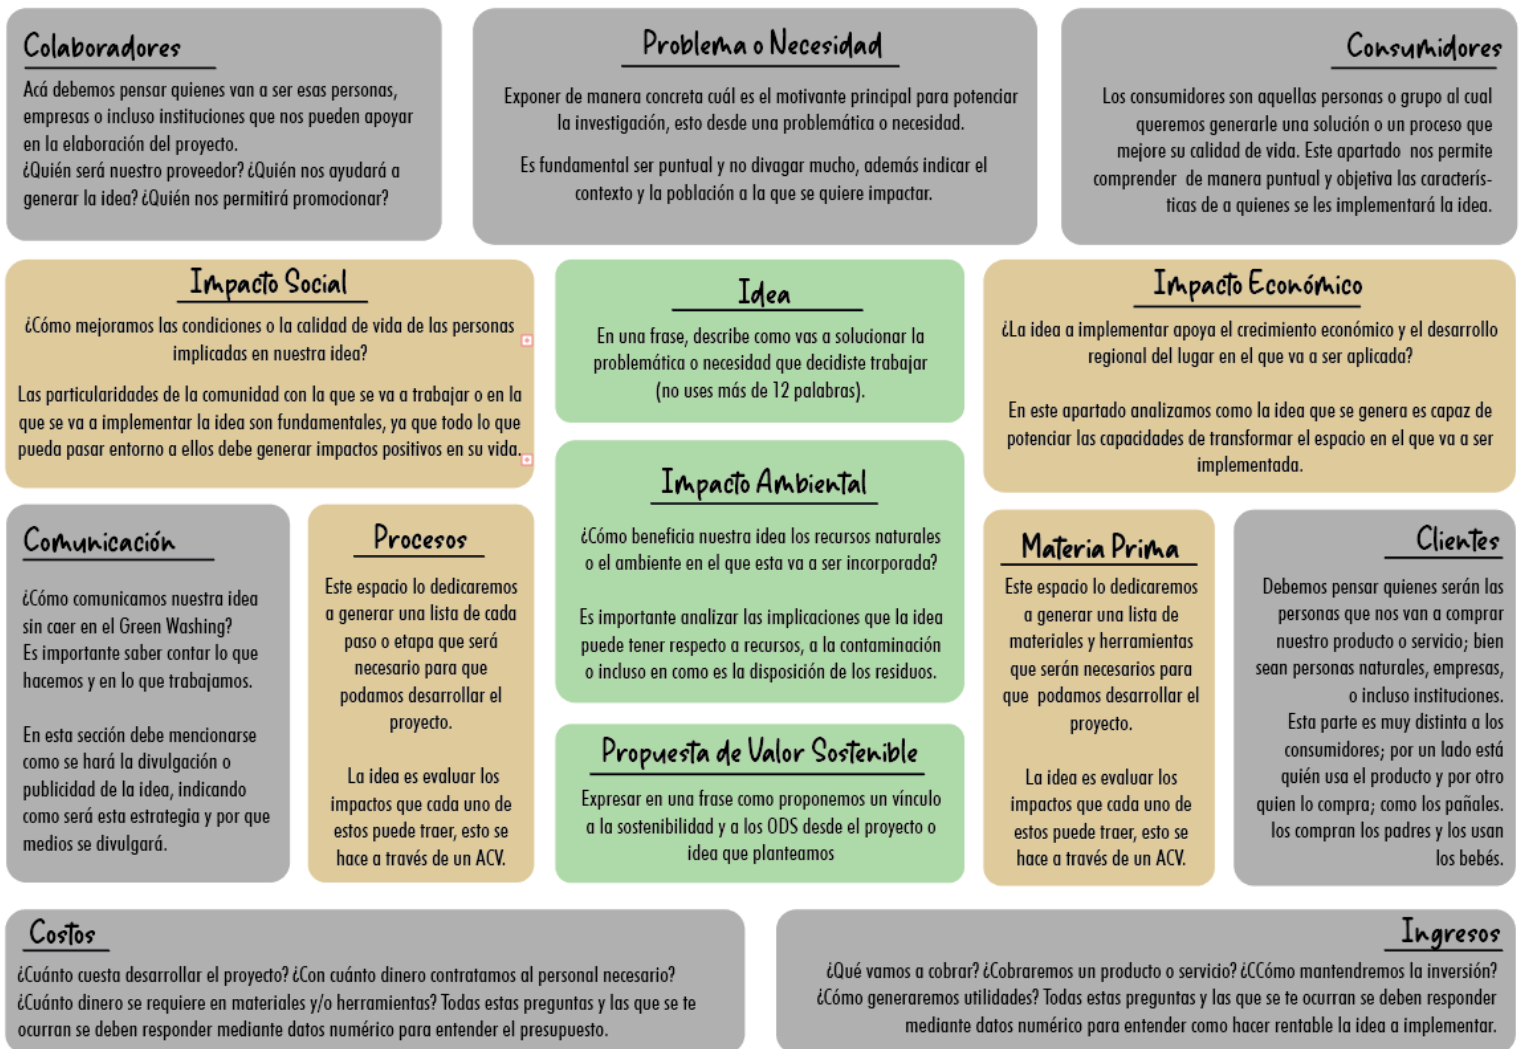 Colaboradores
Acá debemos pensar quienes van a ser esas personas,
empresas o incluso instituciones que nos pueden apoyar
en la elaboración del proyecto.
¿Quién será nuestro proveedor? ¿Quién nos ayudará a
generar la idea? ¿Quién nos permitirá promocionar?
Problema o Necesidad
Exponer de manera concreta cuál es el motivante principal para potenciar
la investigación, esto desde una problemática o necesidad.
Es fundamental ser puntual y no divagar mucho, además indicar el
contexto y la población a la que se quiere impactar.
Consumidores
Los consumidores son aquellas personas o grupo al cual
queremos generarle una solución o un proceso que
mejore su calidad de vida. Este apartado nos permite
comprender de manera puntual y objetiva las caracterís-
ticas de a quienes se les implementará la idea.
Impacto Social
¿Cómo mejoramos las condiciones o la calidad de vida de las personas
implicadas en nuestra idea?
Las particularidades de la comunidad con la que se va a trabajar o en la
que se va a implementar la idea son fundamentales, ya que todo lo que
pueda pasar entorno a ellos debe generar impactos positivos en su vida.
Idea
En una frase, describe como vas a solucionar la
problemática o necesidad que decidiste trabajar
(no uses más de 12 palabras).
Impacto Económico
¿La idea a implementar apoya el crecimiento económico y el desarrollo
regional del lugar en el que va a ser aplicada?
En este apartado analizamos como la idea que se genera es capaz de
potenciar las capacidades de transformar el espacio en el que va a ser
implementada.
Impacto Ambiental
¿Cómo beneficia nuestra idea los recursos naturales
o el ambiente en el que esta va a ser incorporada?
Es importante analizar las implicaciones que la idea
puede tener respecto a recursos, a la contaminación
o incluso en como es la disposición de los residuos.
Comunicación
¿Cómo comunicamos nuestra idea
sin caer en el Green Washing?
Es importante saber contar lo que
hacemos y en lo que trabajamos.
En esta sección debe mencionarse
como se hará la divulgación o
publicidad de la idea, indicando
como será esta estrategia y por que
medios se divulgará.
Procesos
Este espacio lo dedicaremos
a generar una lista de cada
paso o etapa que será
necesario para que
podamos desarrollar el
proyecto.
La idea es evaluar los
impactos que cada uno de
estos puede traer, esto se
hace a través de un ACV.
Propuesta de Valor Sostenible
Expresar en una frase como proponemos un vínculo
a la sostenibilidad y a los ODS desde el proyecto o
idea que planteamos
Materia Prima
Este espacio lo dedicaremos
a generar una lista de
materiales y herramientas
que serán necesarios para
que podamos desarrollar el
proyecto.
La idea es evaluar los
impactos que cada uno de
estos puede traer, esto se
hace a través de un ACV.
Clientes
Debemos pensar quienes serán las
personas que nos van a comprar
nuestro producto o servicio; bien
sean personas naturales, empresas,
o incluso instituciones.
Esta parte es muy distinta a los
consumidores; por un lado está
quién usa el producto y por otro
quien lo compra; como los pañales.
los compran los padres y los usan
los bebés.
Costos
¿Cuánto cuesta desarrollar el proyecto? ¿Con cuánto dinero contratamos al personal necesario?
¿Cuánto dinero se requiere en materiales y/o herramientas? Todas estas preguntas y las que se te
ocurran se deben responder mediante datos numérico para entender el presupuesto.
Ingresos
¿Qué vamos a cobrar? ¿Cobraremos un producto o servicio? ¿CCómo mantendremos la inversión?
¿Cómo generaremos utilidades? Todas estas preguntas y las que se te ocurran se deben responder
mediante datos numérico para entender como hacer rentable la idea a implementar.